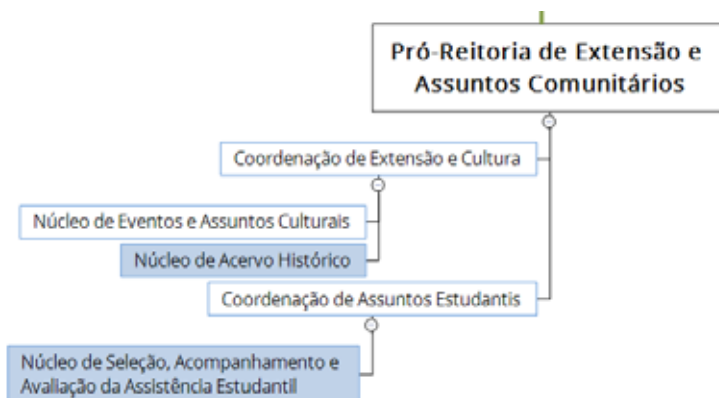 Pró-Reitoria de Extensão e
Assuntos Comunitários
Coordenação de Extensão e Cultura
Núcleo de Eventos e Assuntos Culturais
Núcleo de Acervo Histórico
Coordenação de Assuntos Estudantis
Núcleo de Seleção, Acompanhamento e
Avaliação da Assistência Estudantil